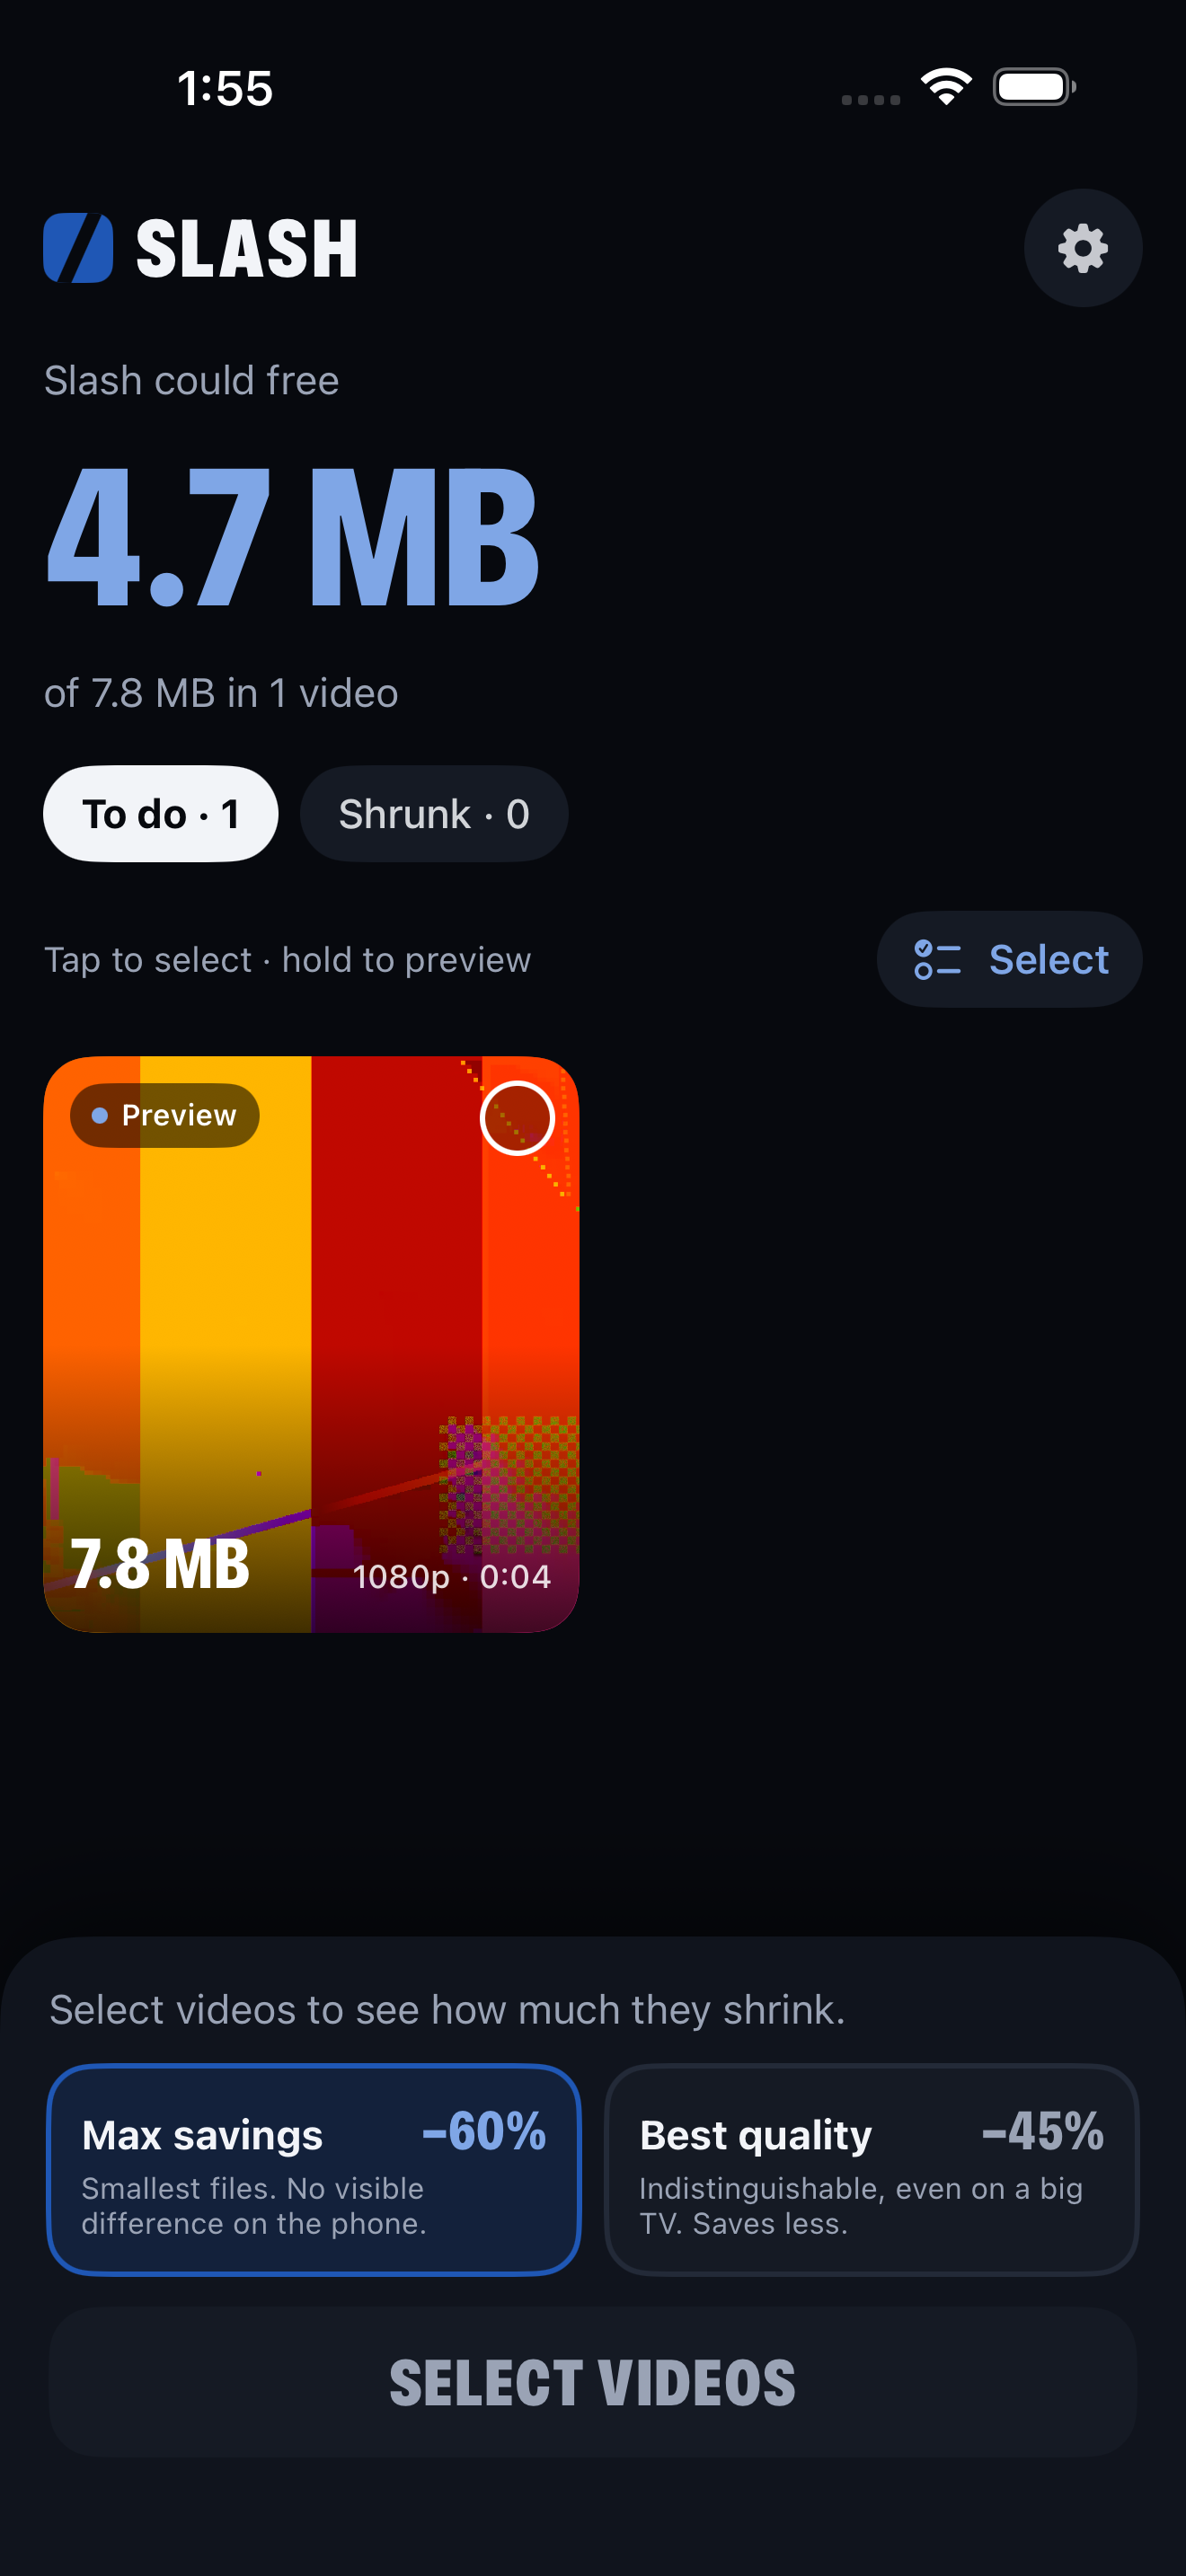 1:55
SLASH
Slash could free
4.7 MB
of 7.8 MB in 1 video
To do · 1
Shrunk · 0
Tap to select · hold to preview
Select
Preview
7.8 MB
1080p · 0:04
Select videos to see how much they shrink.
Max savings
–60%
Smallest files. No visible
difference on the phone.
Best quality
–45%
Indistinguishable, even on a big
TV. Saves less.
SELECT VIDEOS